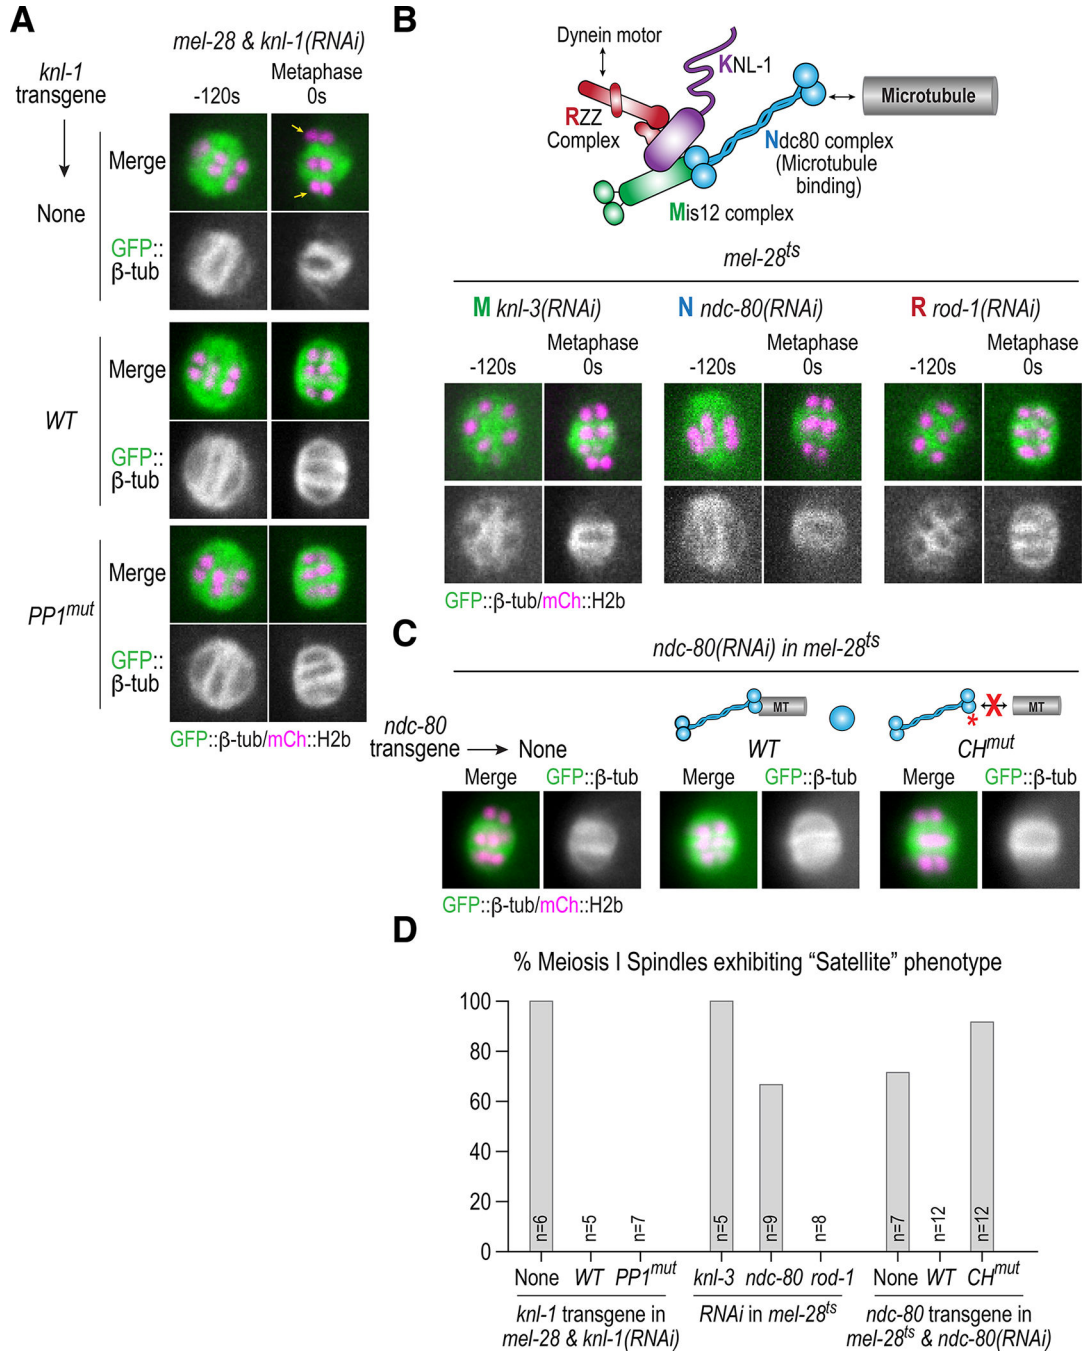 A
mel-28 & knl-1(RNAi)
knl-1
transgene
-120s
Metaphase
0s
Merge
None
GFP::
β-tub
Merge
WT
GFP::
β-tub
Merge
PP1mut
GFP::
β-tub
GFP::β-tub/mCh::H2b
B
Dynein motor
KNL-1
RZZ
Complex
Microtubule
Ndc80 complex
(Microtubule
binding)
Mis12 complex
mel-28ts
M knl-3(RNAi)
N ndc-80(RNAi)
R rod-1(RNAi)
-120s
Metaphase
0s
-120s
Metaphase
0s
-120s
Metaphase
0s
GFP::β-tub/mCh::H2b
C
ndc-80(RNAi) in mel-28ts
ndc-80
transgene
None
MT
WT
X
*
MT
CHmut
Merge
GFP::β-tub
Merge
GFP::β-tub
Merge
GFP::β-tub
GFP::β-tub/mCh::H2b
D
% Meiosis I Spindles exhibiting “Satellite” phenotype
100
80
60
40
20
0
n=6
n=5
n=7
n=5
n=9
n=8
n=7
n=12
n=12
None WT PP1mut
knl-3 ndc-80 rod-1
None WT CHmut
knl-1 transgene in
mel-28 & knl-1(RNAi)
RNAi in mel-28ts
ndc-80 transgene in
mel-28ts & ndc-80(RNAi)